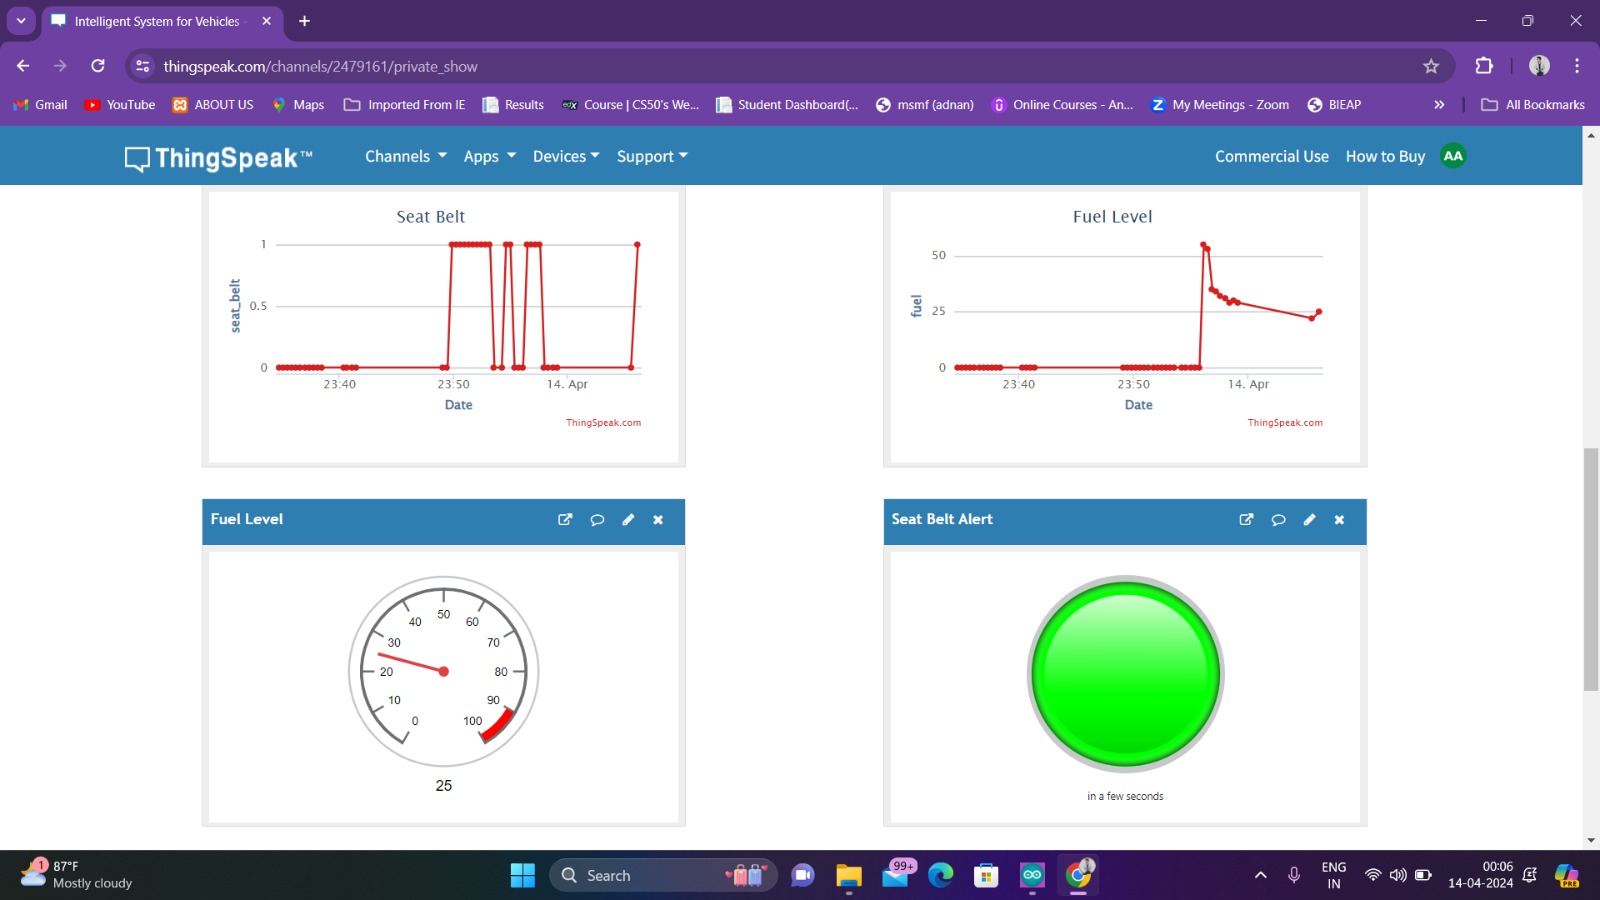 Intelligent System for Vehicles -
thingspeak.com/channels/2479161/private_show
Gmail YouTube ABOUT US Maps Imported From IE Results edX Course | CS50's We... Student Dashboard(... msmf (adnan) Online Courses - An... My Meetings - Zoom BIEAP » All Bookmarks
ThingSpeak™ Channels Apps Devices Support Commercial Use How to Buy AA
Seat Belt
1
0.5
0
seat_belt
23:40 23:50 14. Apr
Date
ThingSpeak.com
Fuel Level
50
25
0
fuel
23:40 23:50 14. Apr
Date
ThingSpeak.com
Fuel Level
0 10 20 30 40 50 60 70 80 90 100
25
Seat Belt Alert
in a few seconds
1
87°F
Mostly cloudy
Search
99+
ENG
IN
00:06
14-04-2024
PRE